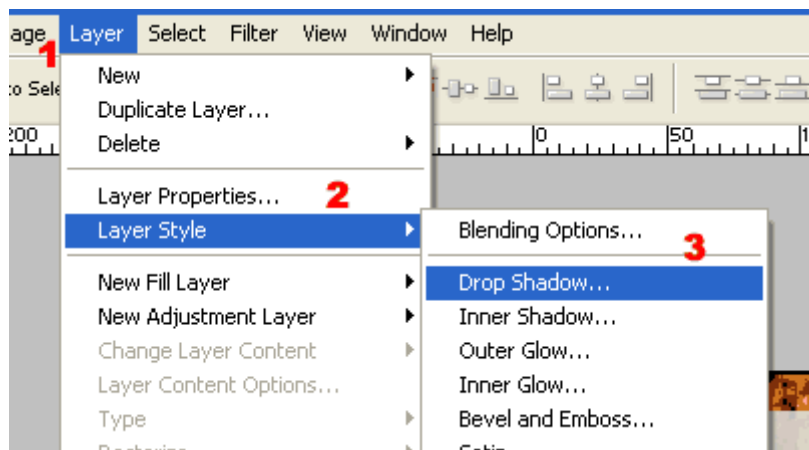 age Layer Select Filter View Window Help
1
to Sele
200 0 50 1
New
Duplicate Layer...
Delete
Layer Properties... 2
Layer Style
New Fill Layer
New Adjustment Layer
Change Layer Content
Layer Content Options...
Type
Blending Options...
3
Drop Shadow...
Inner Shadow...
Outer Glow...
Inner Glow...
Bevel and Emboss...